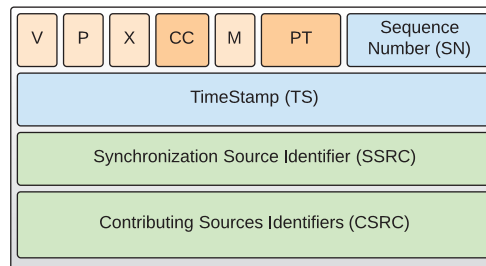 V P X CC M PT Sequence
Number (SN)
TimeStamp (TS)
Synchronization Source Identifier (SSRC)
Contributing Sources Identifiers (CSRC)